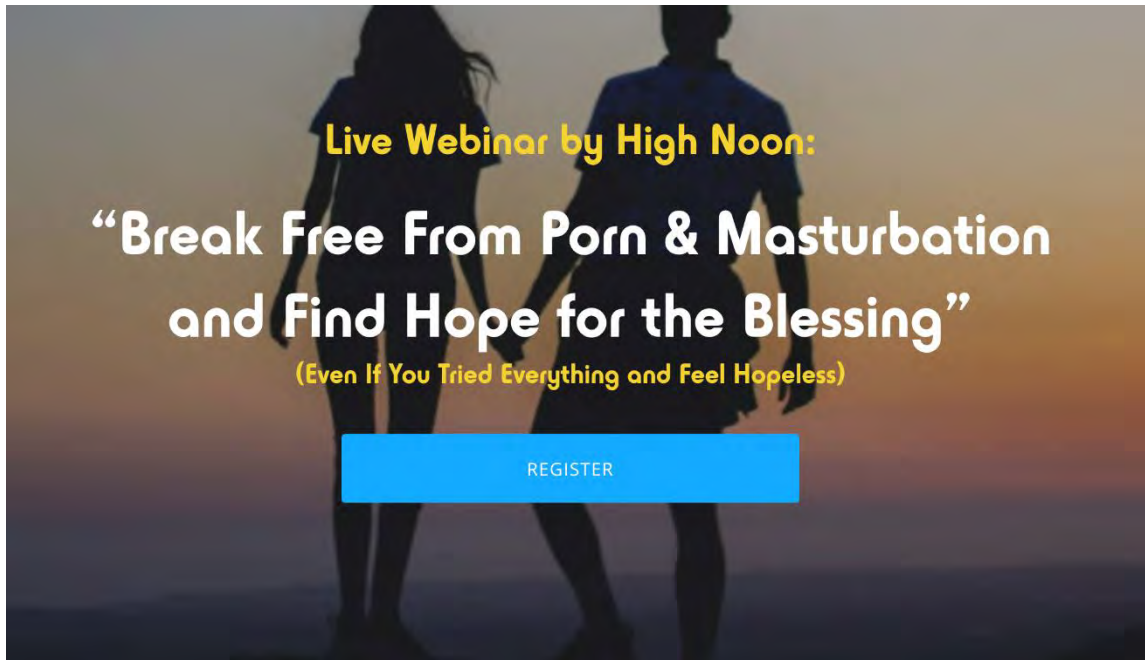 Live Webinar by High Noon:
“Break Free From Porn & Masturbation
and Find Hope for the Blessing”
(Even If You Tried Everything and Feel Hopeless)
REGISTER